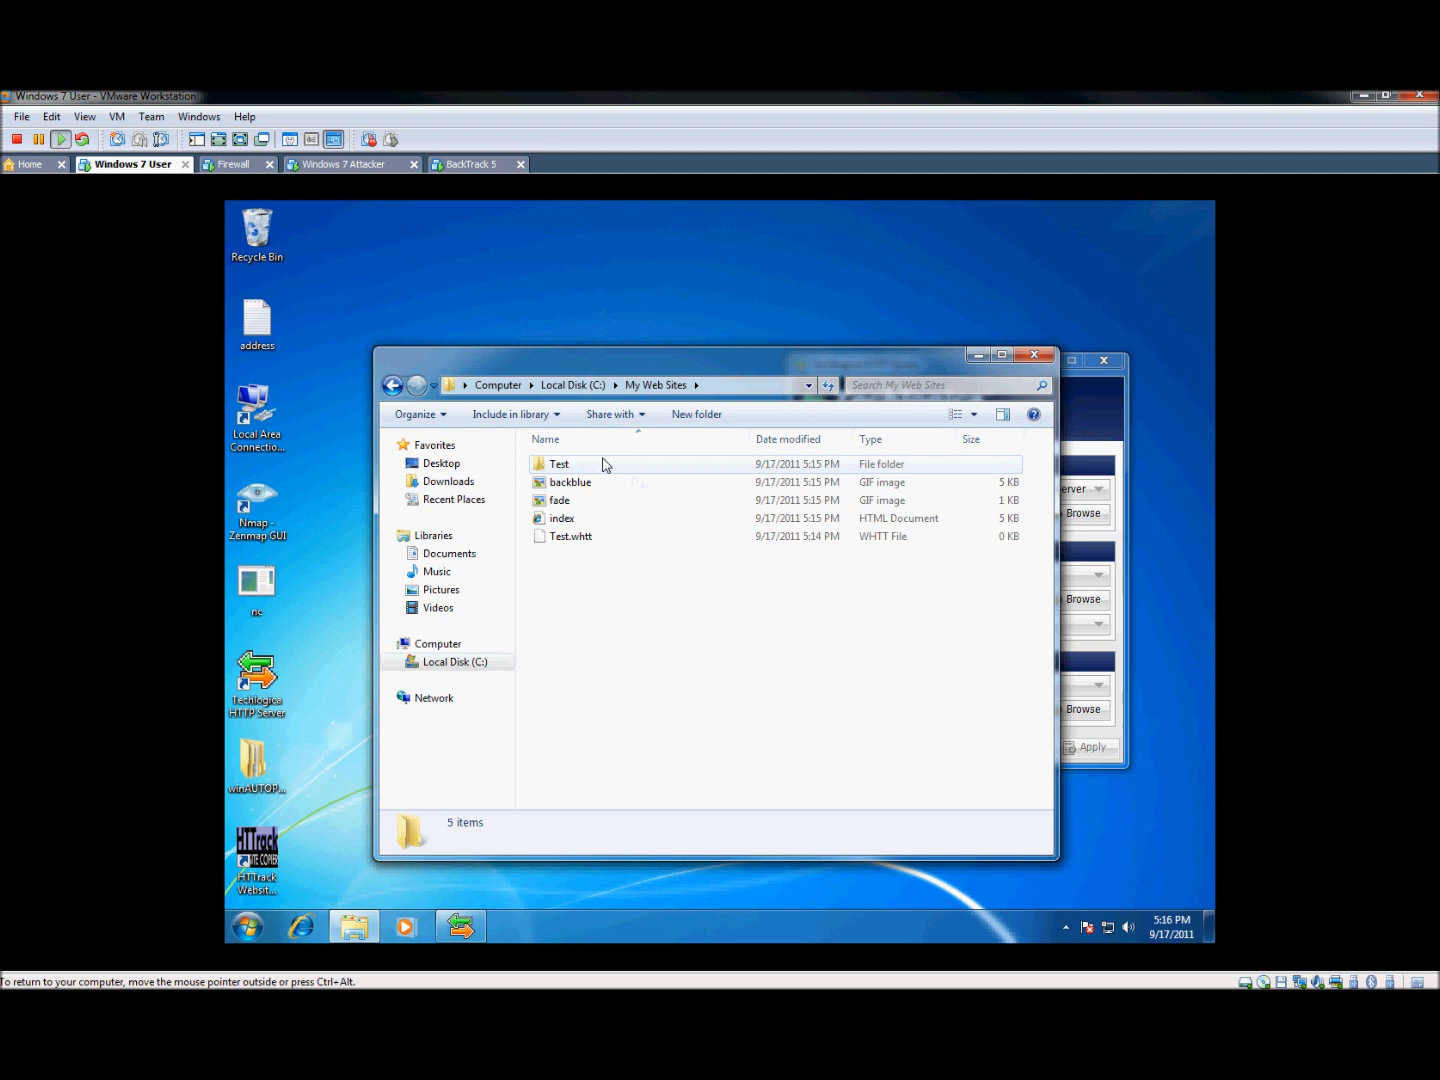 Windows 7 User - VMware Workstation
File Edit View VM Team Windows Help
Home Windows 7 User Firewall Windows 7 Attacker BackTrack 5
Recycle Bin
address
Local Area
Connectio...
Nmap -
Zenmap GUI
nc
Techlogica
HTTP Server
winAUTOP...
HTTrack
Websit...
Computer Local Disk (C:) My Web Sites
Search My Web Sites
Organize Include in library Share with New folder
Name Date modified Type Size
Test 9/17/2011 5:15 PM File folder
backblue 9/17/2011 5:15 PM GIF image 5 KB
fade 9/17/2011 5:15 PM GIF image 1 KB
index 9/17/2011 5:15 PM HTML Document 5 KB
Test.whtt 9/17/2011 5:14 PM WHTT File 0 KB
Favorites
Desktop
Downloads
Recent Places
Libraries
Documents
Music
Pictures
Videos
Computer
Local Disk (C:)
Network
5 items
erver
Browse
Browse
Browse
Apply
5:16 PM
9/17/2011
To return to your computer, move the mouse pointer outside or press Ctrl+Alt.